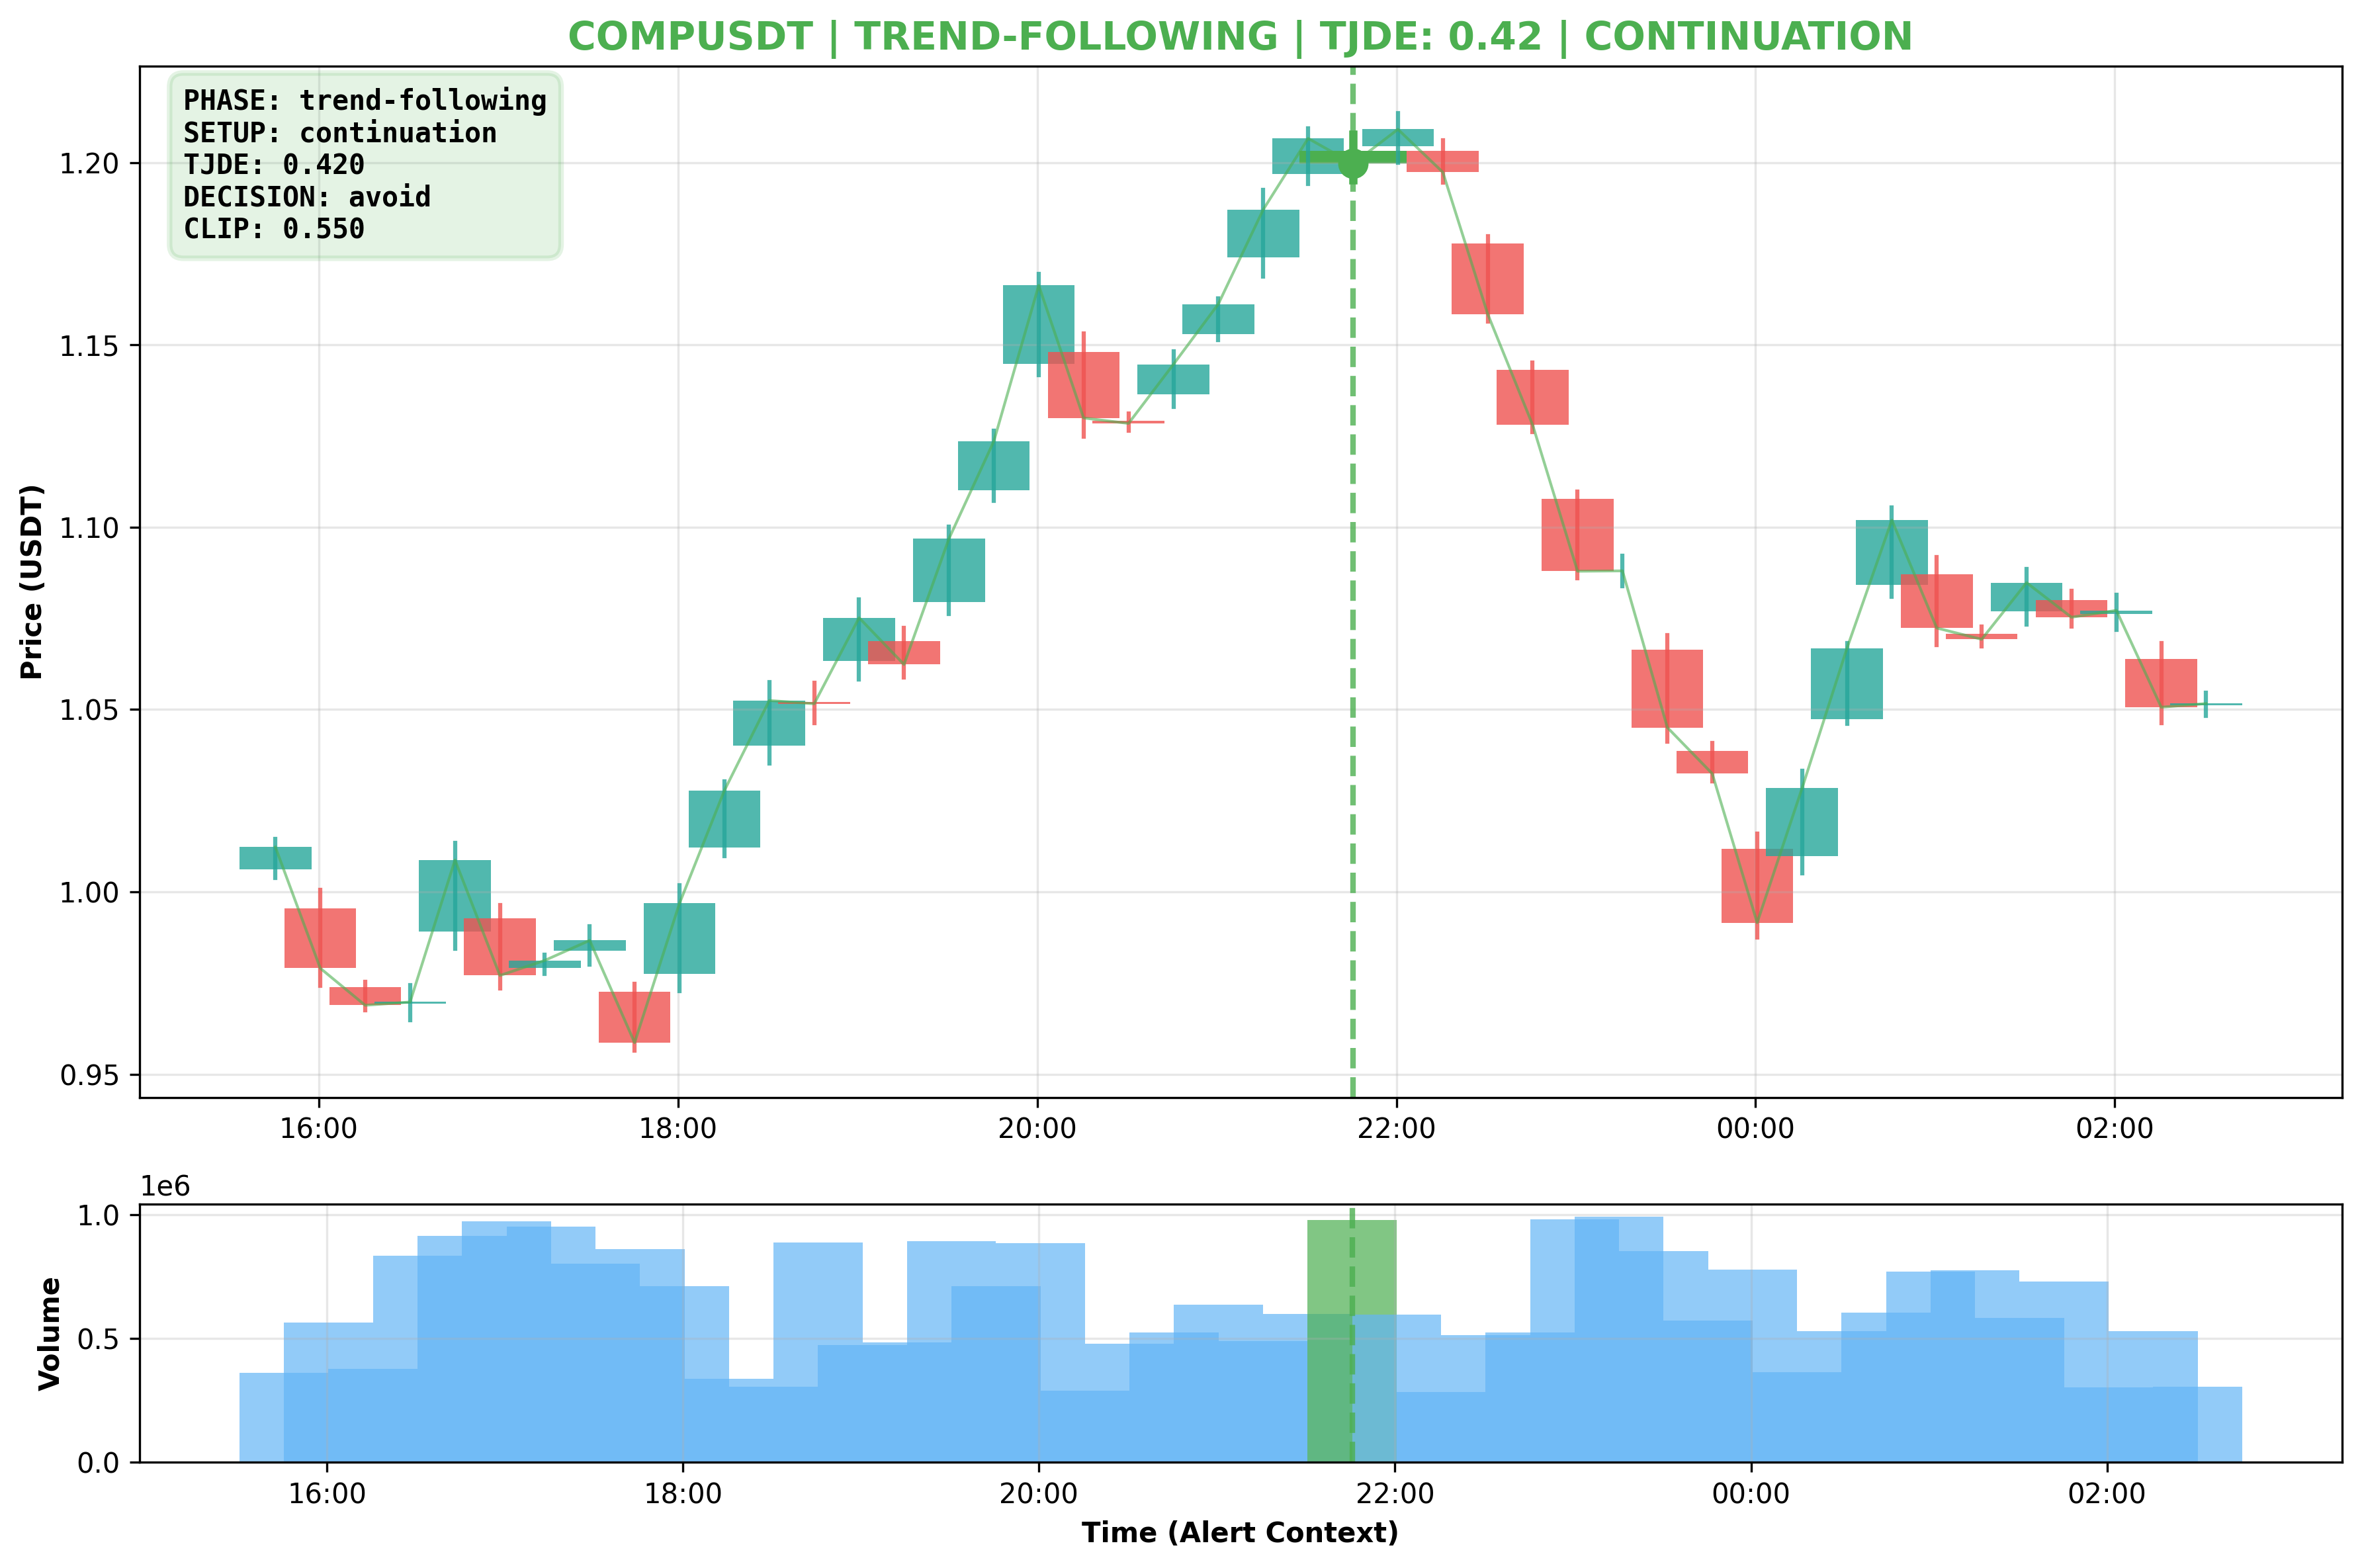 COMPUSDT | TREND-FOLLOWING | TJDE: 0.42 | CONTINUATION
PHASE: trend-following
SETUP: continuation
TJDE: 0.420
DECISION: avoid
CLIP: 0.550
Price (USDT)
1.20
1.15
1.10
1.05
1.00
0.95
16:00 18:00 20:00 22:00 00:00 02:00
1e6
Volume
1.0
0.5
0.0
16:00 18:00 20:00 22:00 00:00 02:00
Time (Alert Context)